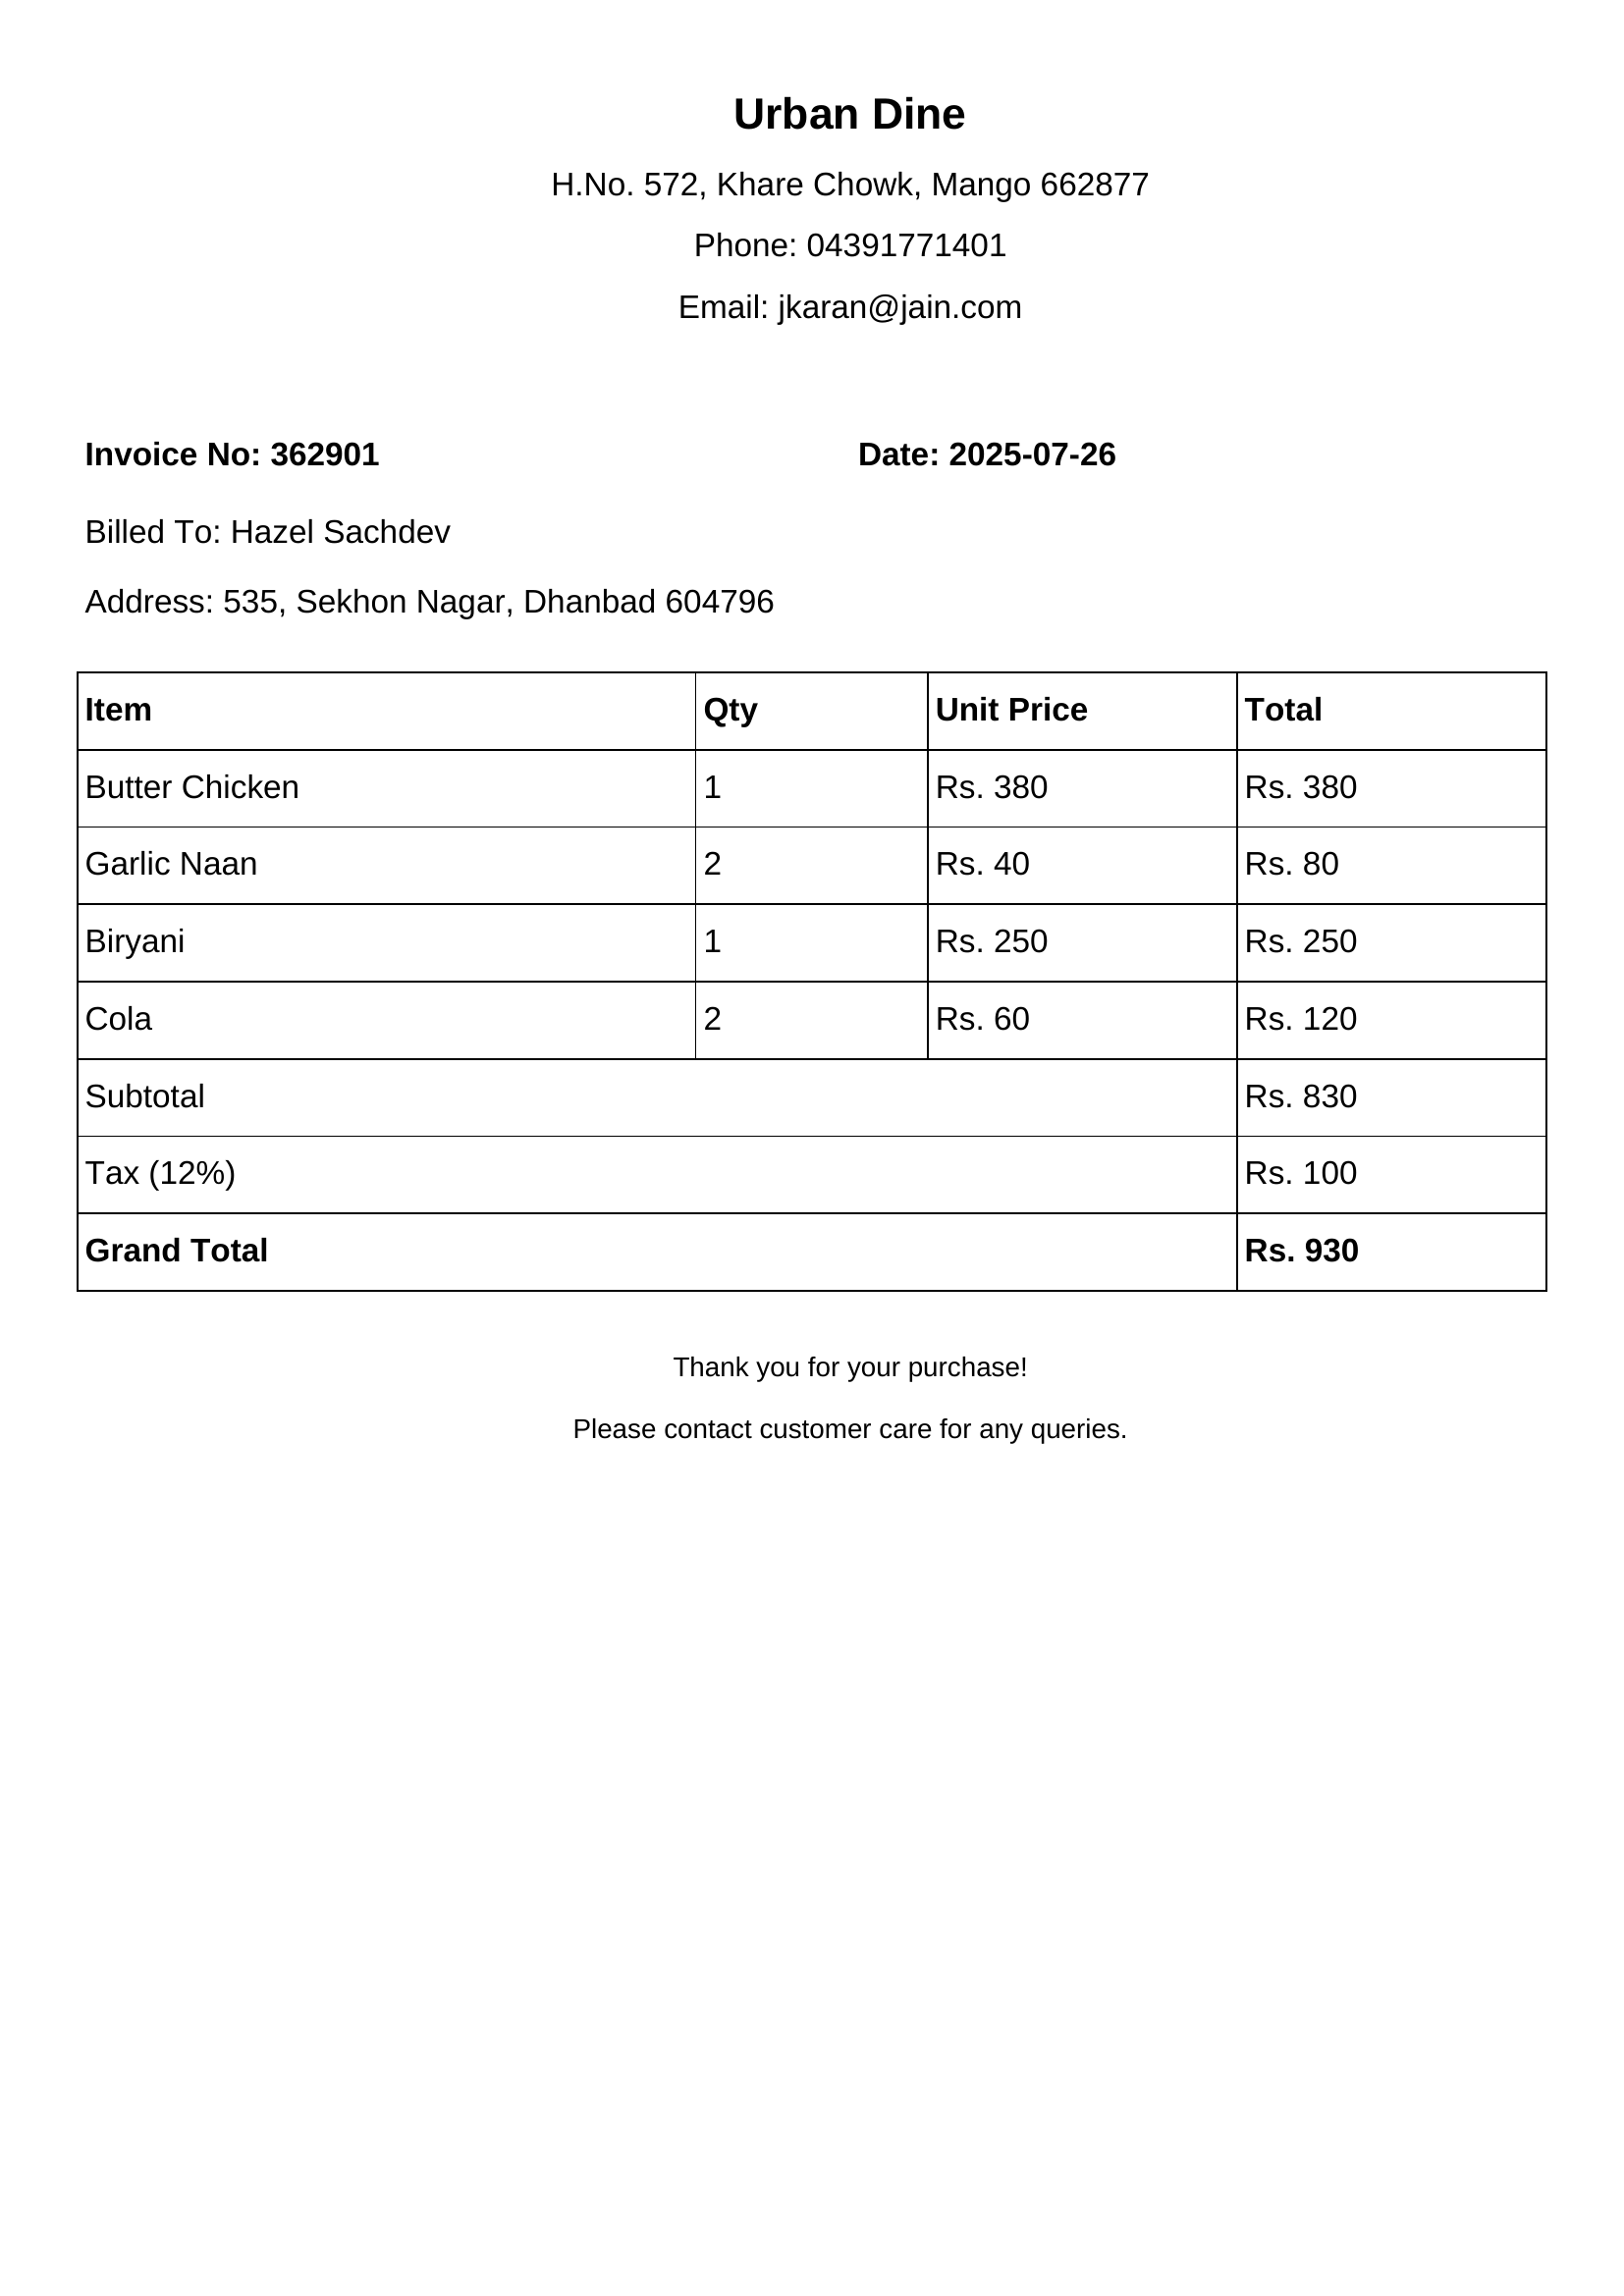 Urban Dine
H.No. 572, Khare Chowk, Mango 662877
Phone: 04391771401
Email: jkaran@jain.com
Invoice No: 362901 Date: 2025-07-26
Billed To: Hazel Sachdev
Address: 535, Sekhon Nagar, Dhanbad 604796
Item Qty Unit Price Total
Butter Chicken 1 Rs. 380 Rs. 380
Garlic Naan 2 Rs. 40 Rs. 80
Biryani 1 Rs. 250 Rs. 250
Cola 2 Rs. 60 Rs. 120
Subtotal Rs. 830
Tax (12%) Rs. 100
Grand Total Rs. 930
Thank you for your purchase!
Please contact customer care for any queries.